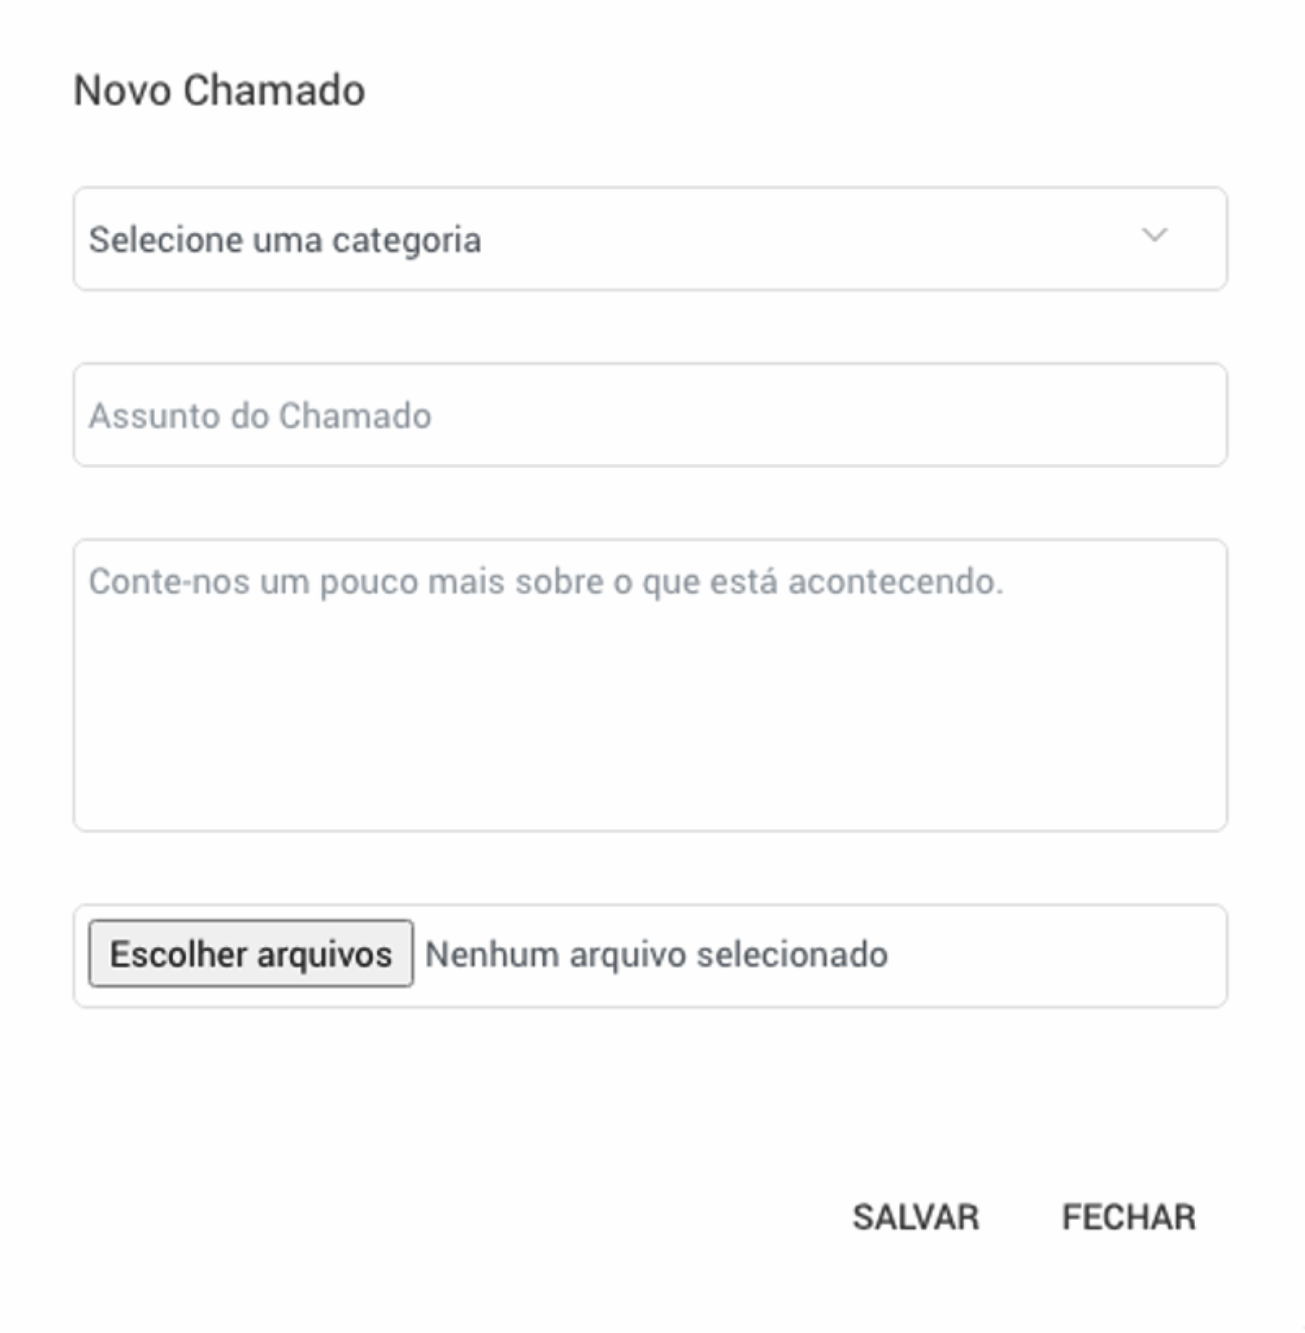 Novo Chamado
Selecione uma categoria
Assunto do Chamado
Conte-nos um pouco mais sobre o que está acontecendo.
Escolher arquivos Nenhum arquivo selecionado
SALVAR FECHAR